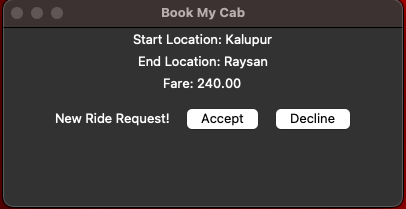 Book My Cab
Start Location: Kalupur
End Location: Raysan
Fare: 240.00
New Ride Request! Accept Decline